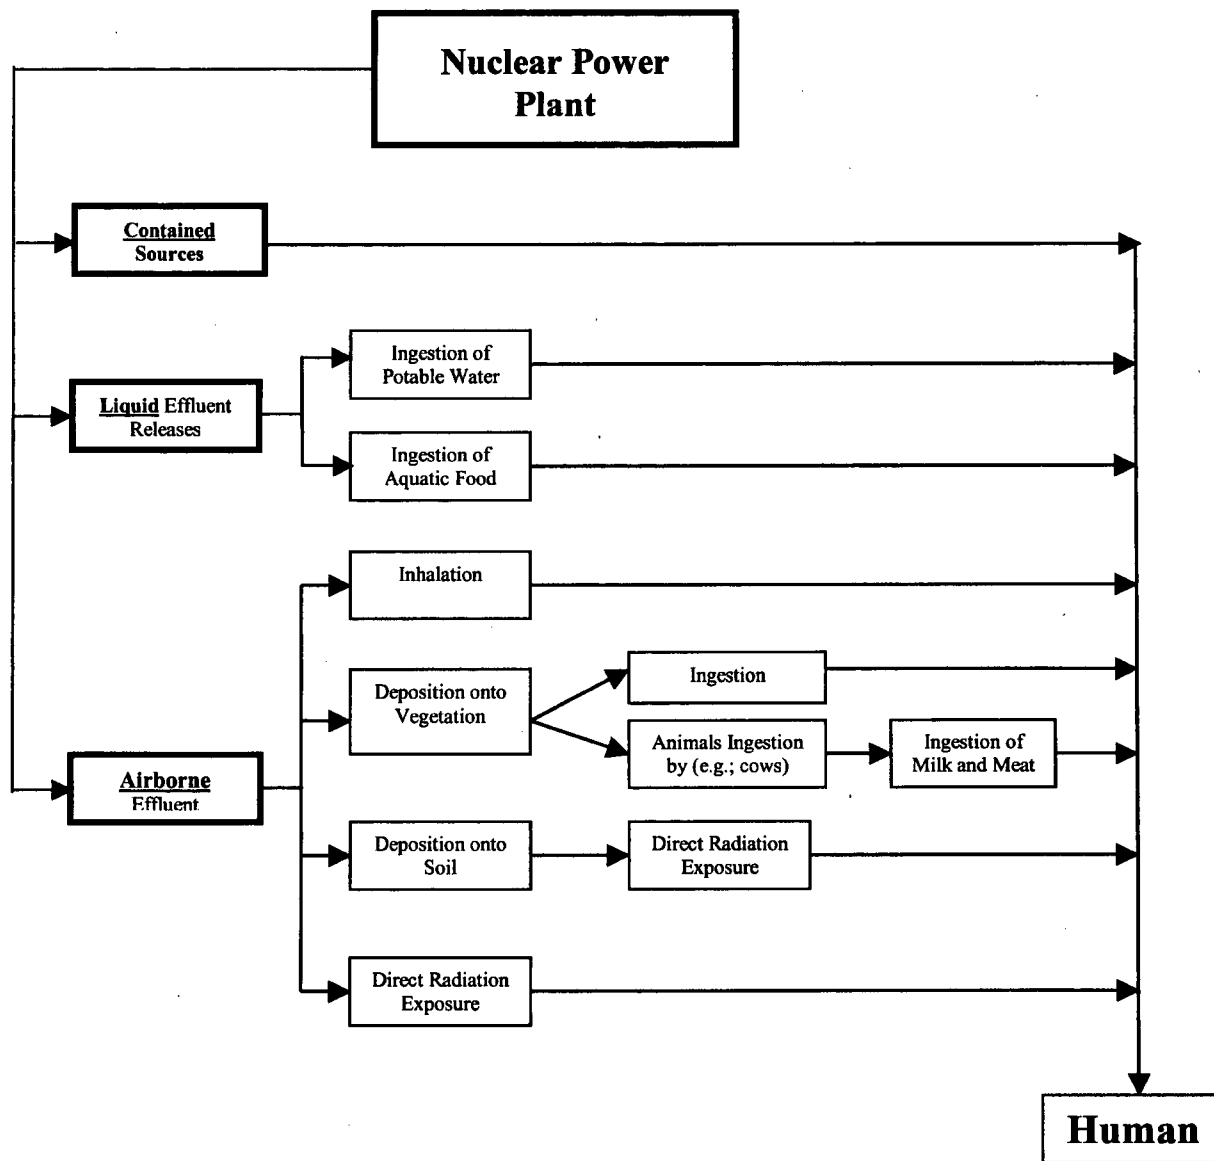 Nuclear Power
Plant
Contained
Sources
Ingestion of
Potable Water
Liquid Effluent
Releases
Ingestion of
Aquatic Food
Inhalation
Deposition onto
Vegetation
Ingestion
Animals Ingestion
by (e.g.; cows)
Ingestion of
Milk and Meat
Airborne
Effluent
Deposition onto
Soil
Direct Radiation
Exposure
Direct Radiation
Exposure
Human